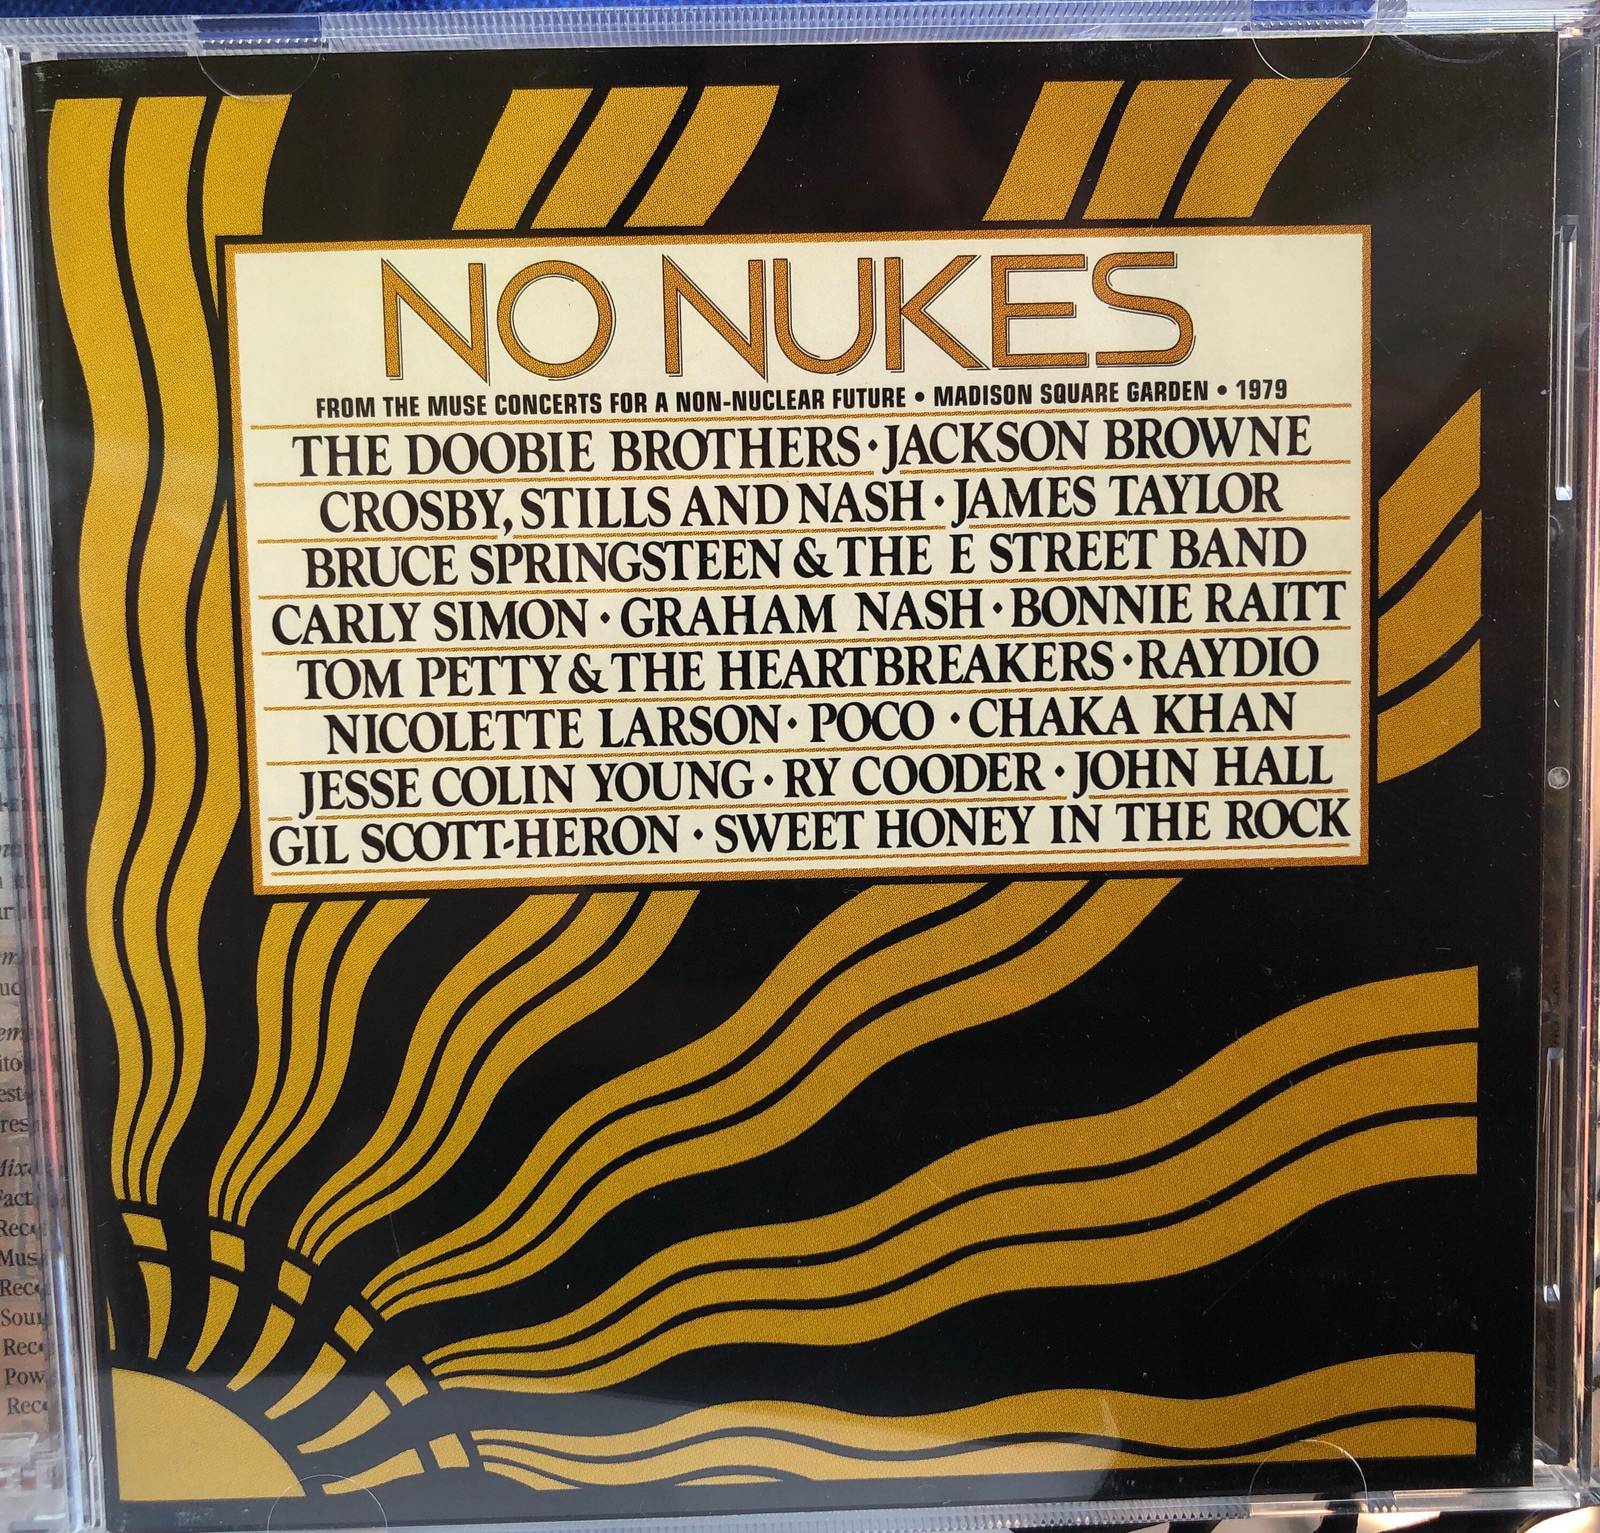 NO NUKES
FROM THE MUSE CONCERTS FOR A NON-NUCLEAR FUTURE • MADISON SQUARE GARDEN • 1979
THE DOOBIE BROTHERS • JACKSON BROWNE
CROSBY, STILLS AND NASH • JAMES TAYLOR
BRUCE SPRINGSTEEN & THE E STREET BAND
CARLY SIMON • GRAHAM NASH • BONNIE RAITT
TOM PETTY & THE HEARTBREAKERS • RAYDIO
NICOLETTE LARSON • POCO • CHAKA KHAN
JESSE COLIN YOUNG • RY COODER • JOHN HALL
GIL SCOTT-HERON • SWEET HONEY IN THE ROCK